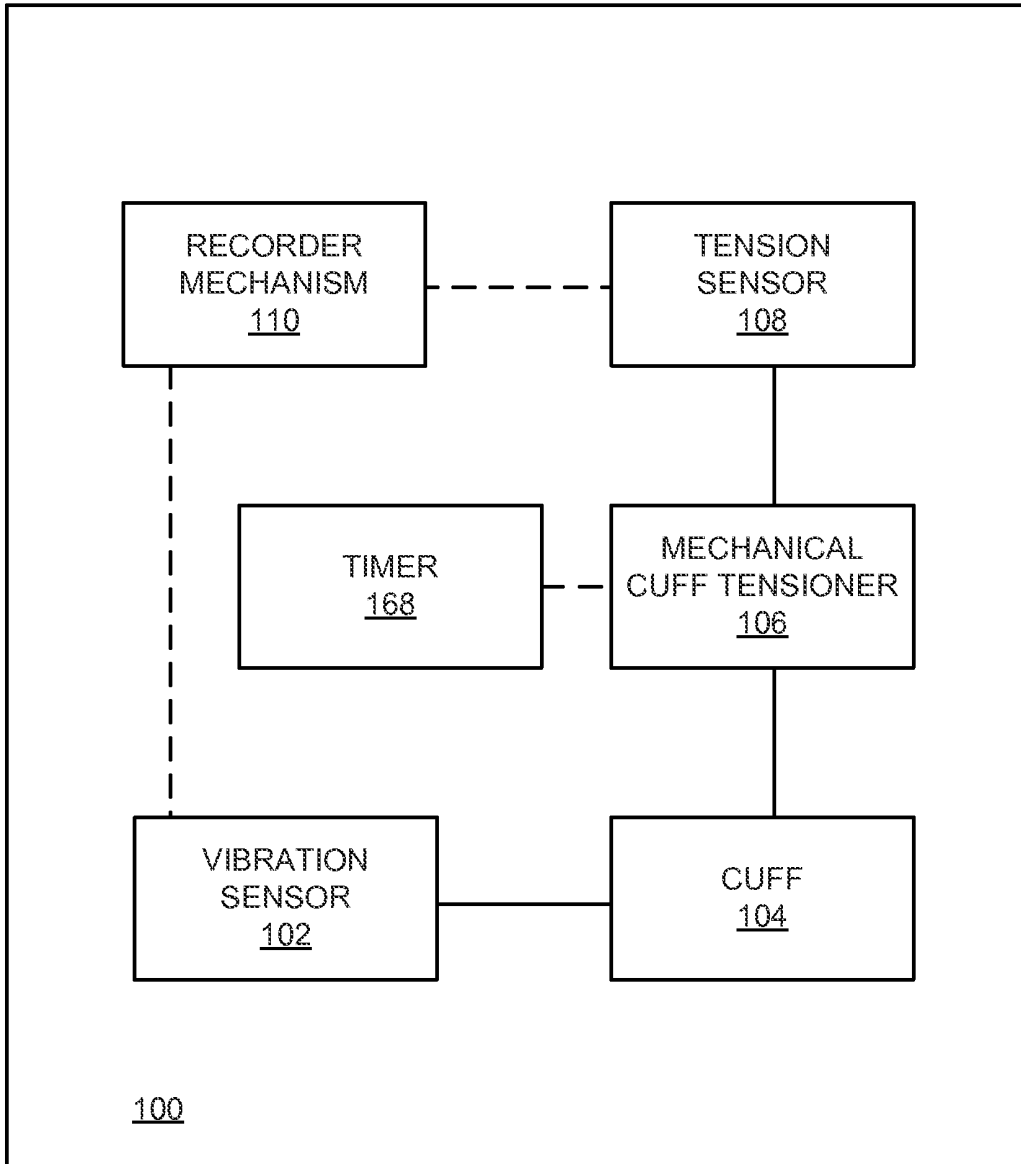 RECORDER
MECHANISM
110
TENSION
SENSOR
108
TIMER
168
MECHANICAL
CUFF TENSIONER
106
VIBRATION
SENSOR
102
CUFF
104
100